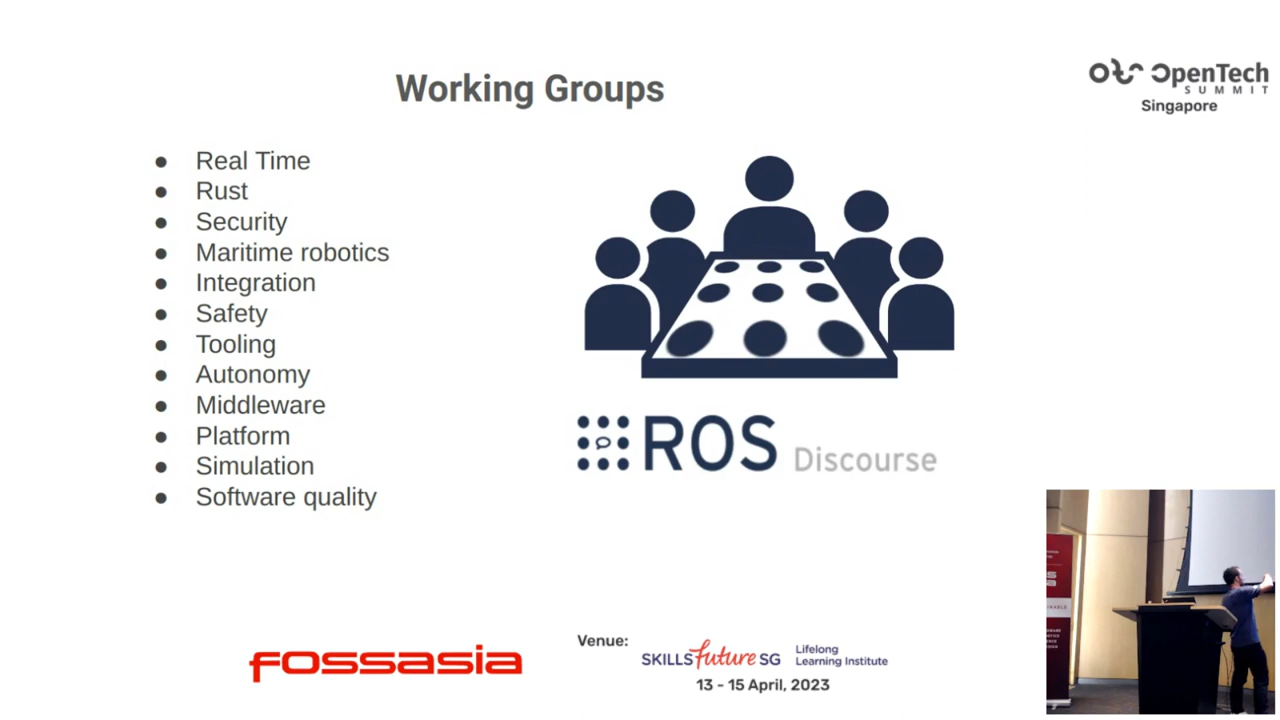 Working Groups
OpenTech
SUMMIT
Singapore
● Real Time
● Rust
● Security
● Maritime robotics
● Integration
● Safety
● Tooling
● Autonomy
● Middleware
● Platform
● Simulation
● Software quality
ROS Discourse
fossasia
Venue:
SKILLSfuture SG
Lifelong
Learning Institute
13 - 15 April, 2023